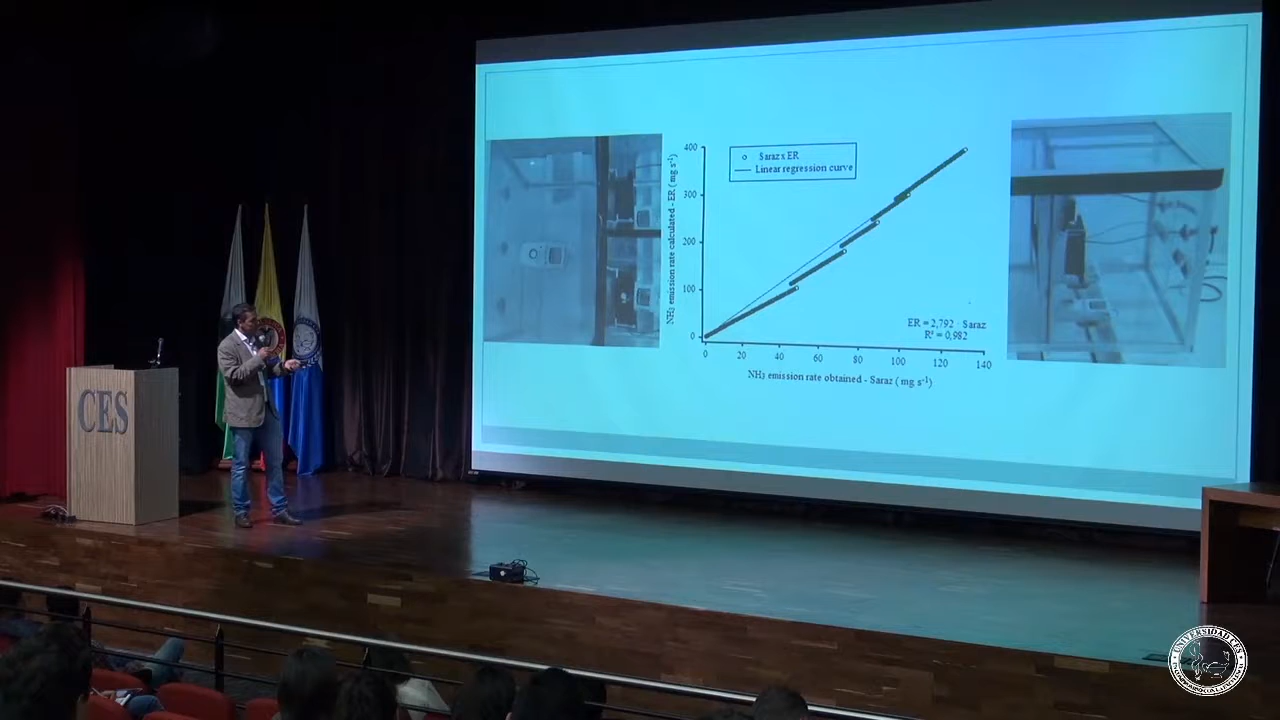 400
300
200
100
0
0
20
40
60
80
100
120
140
NH₃ emission rate calculated - ER ( mg s⁻¹)
Saraz x ER
Linear regression curve
ER = 2,792 Saraz
R² = 0,982
NH₃ emission rate obtained - Saraz ( mg s⁻¹)
CES
UNIVERSIDAD CES